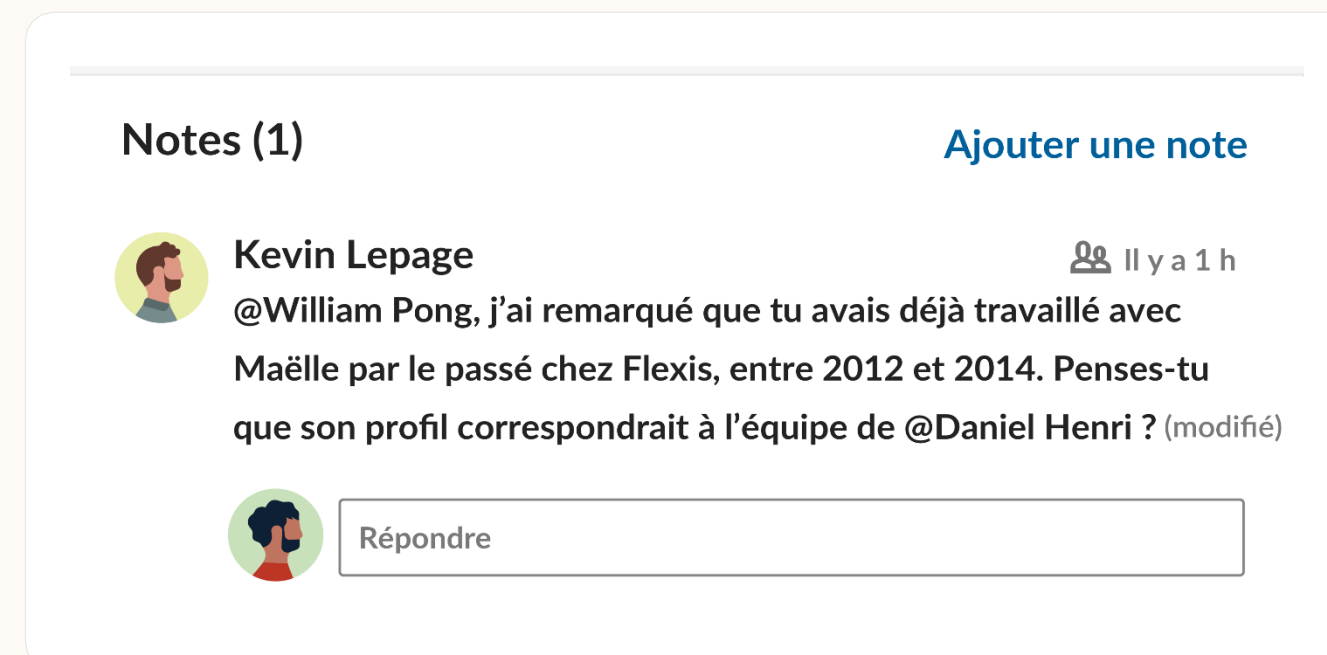 Notes (1)
Ajouter une note
Kevin Lepage
Il y a 1 h
@William Pong, j’ai remarqué que tu avais déjà travaillé avec
Maëlle par le passé chez Flexis, entre 2012 et 2014. Penses-tu
que son profil correspondrait à l’équipe de @Daniel Henri ? (modifié)
Répondre